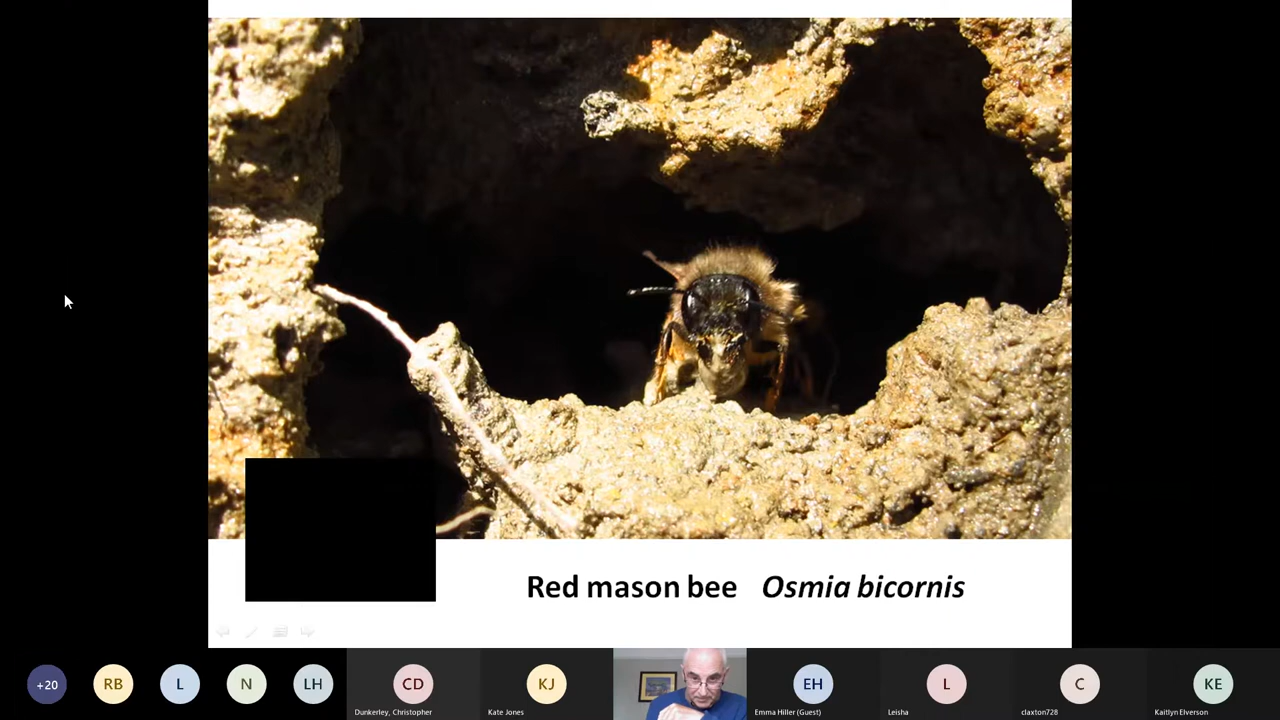 Red mason bee Osmia bicornis
+20
RB
L
N
LH
CD
KJ
EH
L
C
KE
Dunkerley, Christopher
Kate Jones
Emma Hiller (Guest)
Leisha
claxton728
Kaitlyn Elverson